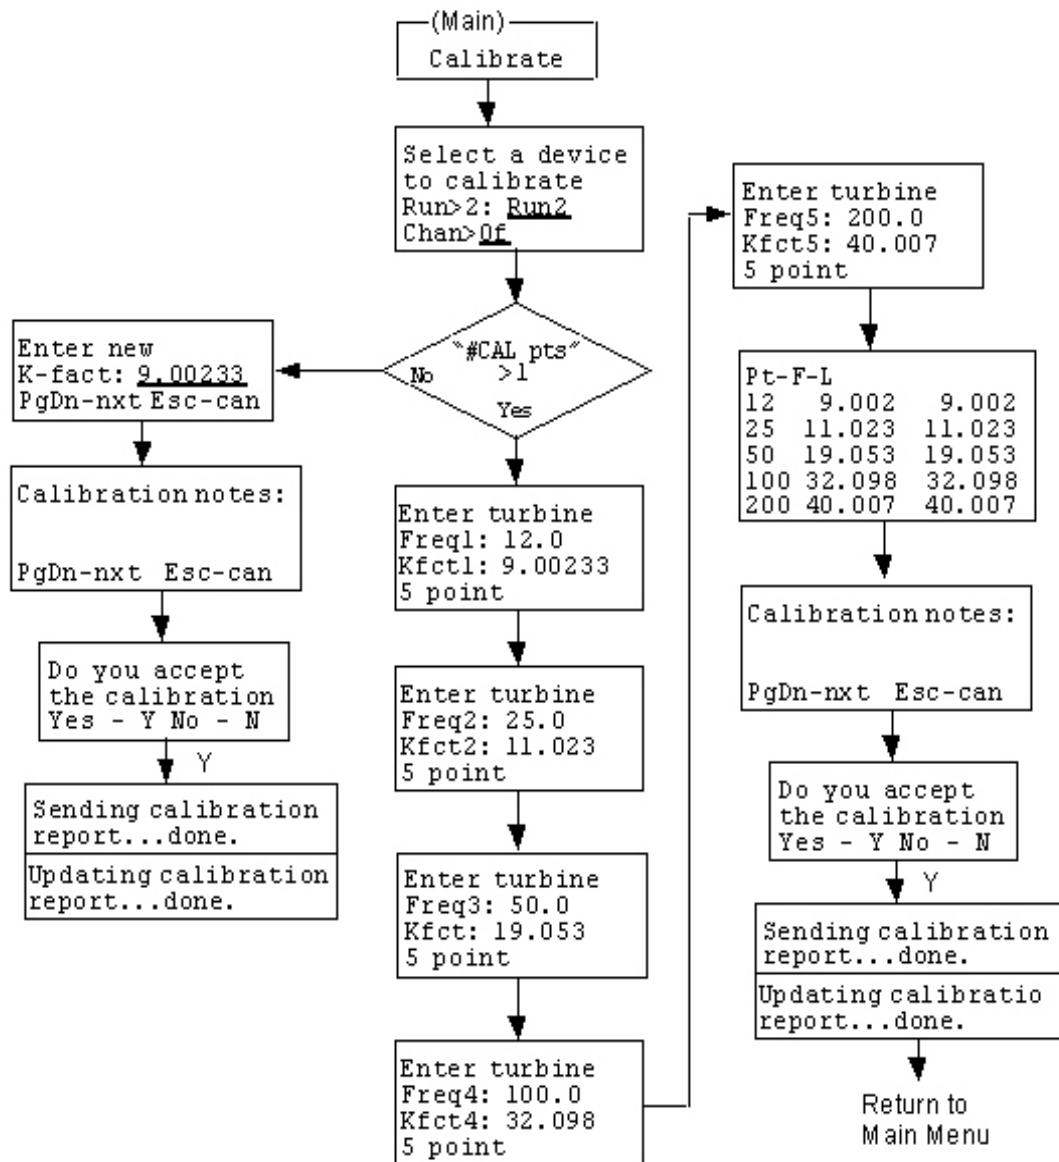 (Main)
Calibrate
Select a device
to calibrate
Run>2: Run2
Chan>0f
"#CAL pts"
>1
No
Yes
Enter new
K-fact: 9.00233
PgDn-nxt Esc-can
Calibration notes:
PgDn-nxt Esc-can
Do you accept
the calibration
Yes - Y No - N
Y
Sending calibration
report...done.
Updating calibration
report...done.
Enter turbine
Freq1: 12.0
Kfct1: 9.00233
5 point
Enter turbine
Freq2: 25.0
Kfct2: 11.023
5 point
Enter turbine
Freq3: 50.0
Kfct: 19.053
5 point
Enter turbine
Freq4: 100.0
Kfct4: 32.098
5 point
Enter turbine
Freq5: 200.0
Kfct5: 40.007
5 point
Pt-F-L
12 9.002 9.002
25 11.023 11.023
50 19.053 19.053
100 32.098 32.098
200 40.007 40.007
Calibration notes:
PgDn-nxt Esc-can
Do you accept
the calibration
Yes - Y No - N
Y
Sending calibration
report...done.
Updating calibratio
report...done.
Return to
Main Menu